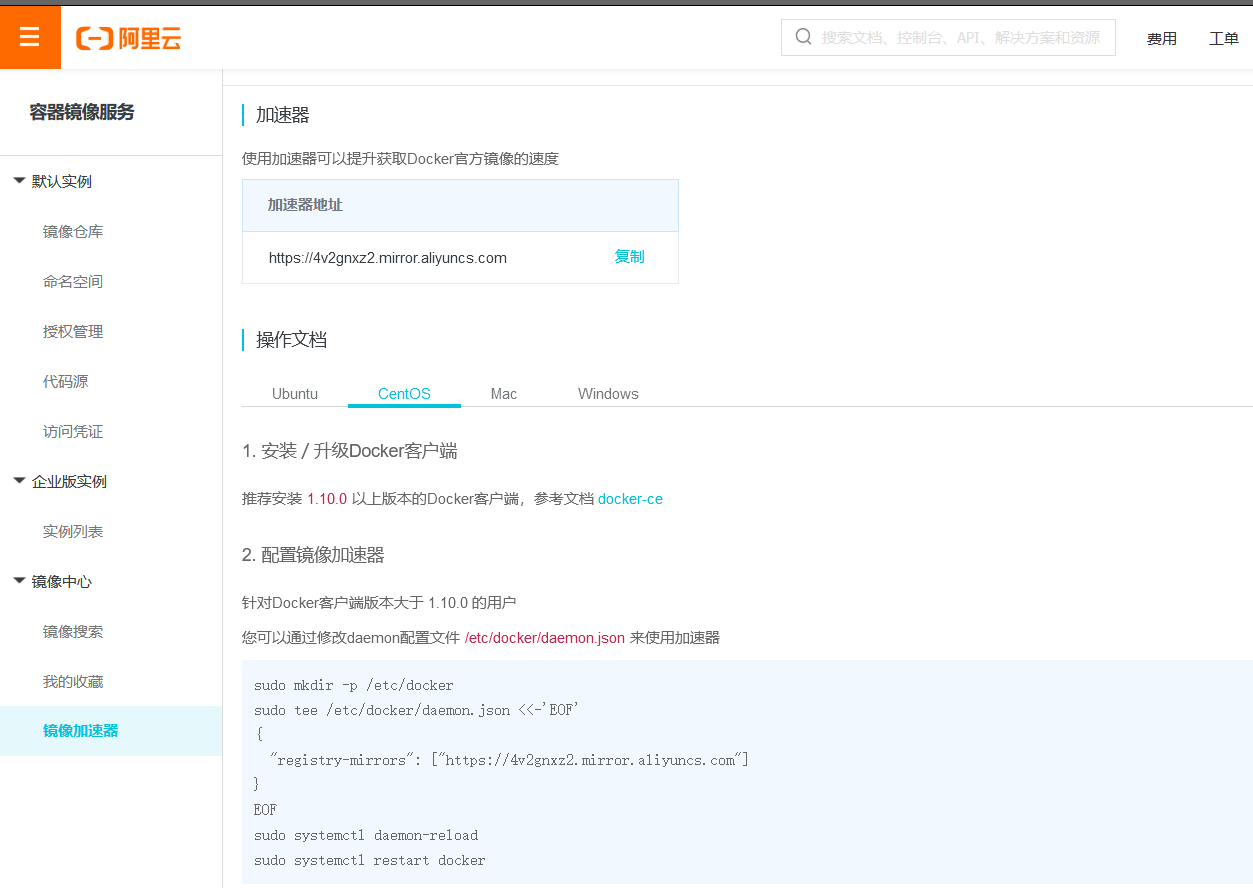 阿里云
搜索文档、控制台、API、解决方案和资源
费用
工单
容器镜像服务
默认实例
镜像仓库
命名空间
授权管理
代码源
访问凭证
企业版实例
实例列表
镜像中心
镜像搜索
我的收藏
镜像加速器
加速器
使用加速器可以提升获取Docker官方镜像的速度
加速器地址
https://4v2gnxz2.mirror.aliyuncs.com 复制
操作文档
Ubuntu CentOS Mac Windows
1. 安装 / 升级Docker客户端
推荐安装 1.10.0 以上版本的Docker客户端，参考文档 docker-ce
2. 配置镜像加速器
针对Docker客户端版本大于 1.10.0 的用户
您可以通过修改daemon配置文件 /etc/docker/daemon.json 来使用加速器
sudo mkdir -p /etc/docker
sudo tee /etc/docker/daemon.json <<-'EOF'
{
  "registry-mirrors": ["https://4v2gnxz2.mirror.aliyuncs.com"]
}
EOF
sudo systemctl daemon-reload
sudo systemctl restart docker